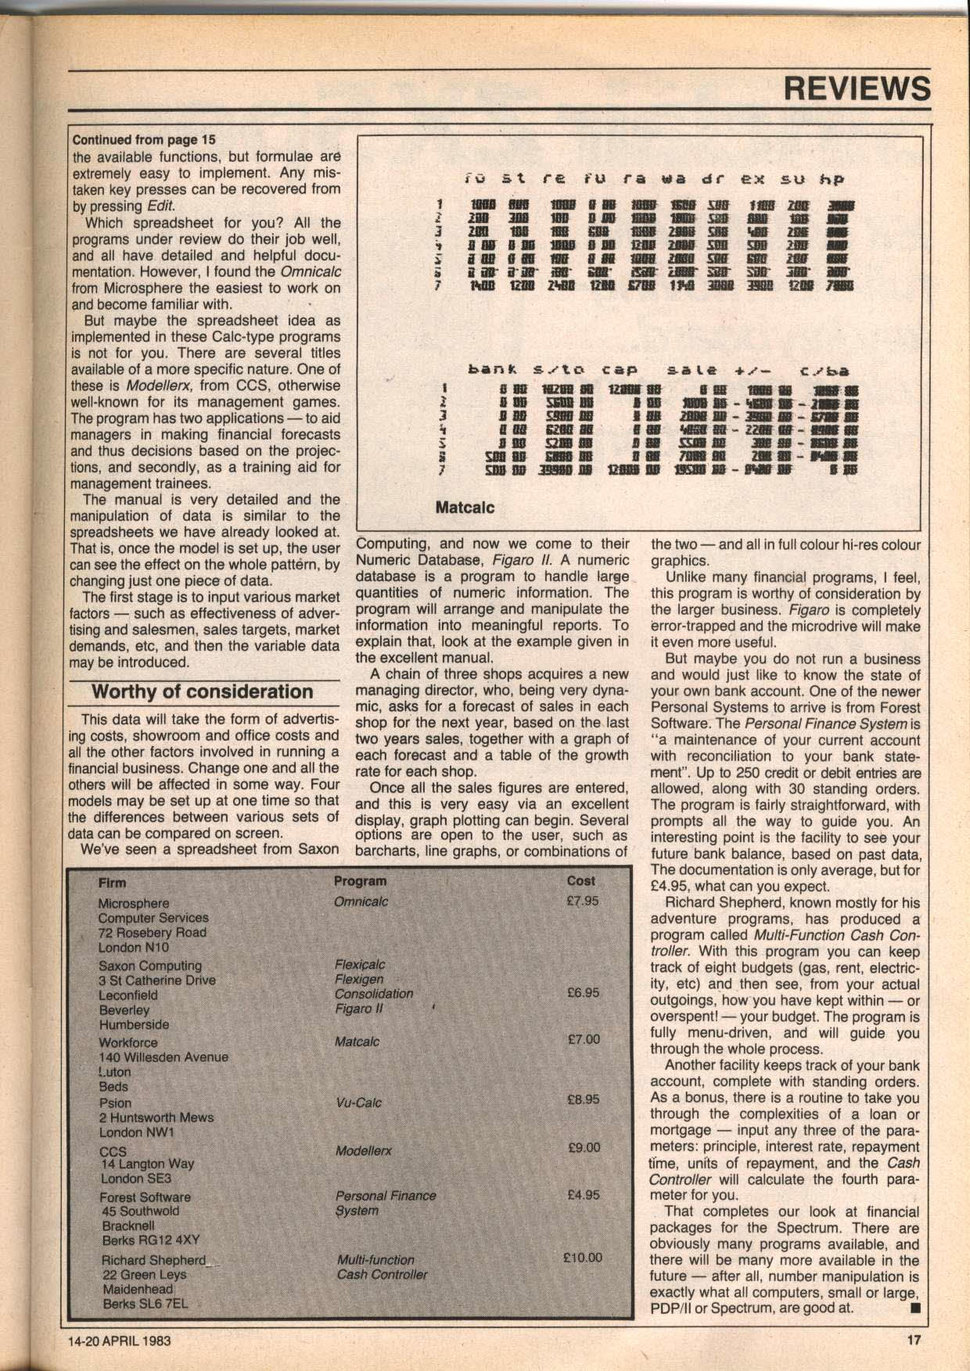 REVIEWS
Continued from page 15
the available functions, but formulae are
extremely easy to implement. Any mis-
taken key presses can be recovered from
by pressing Edit.
Which spreadsheet for you? All the
programs under review do their job well,
and all have detailed and helpful docu-
mentation. However, I found the Omnicalc
from Microsphere the easiest to work on
and become familiar with.
But maybe the spreadsheet idea as
implemented in these Calc-type programs
is not for you. There are several titles
available of a more specific nature. One of
these is Modellerx, from CCS, otherwise
well-known for its management games.
The program has two applications — to aid
managers in making financial forecasts
and thus decisions based on the projec-
tions, and secondly, as a training aid for
management trainees.
The manual is very detailed and the
manipulation of data is similar to the
spreadsheets we have already looked at.
That is, once the model is set up, the user
can see the effect on the whole pattern, by
changing just one piece of data.
The first stage is to input various market
factors — such as effectiveness of adver-
tising and salesmen, sales targets, market
demands, etc, and then the variable data
may be introduced.
Worthy of consideration
This data will take the form of advertis-
ing costs, showroom and office costs and
all the other factors involved in running a
financial business. Change one and all the
others will be affected in some way. Four
models may be set up at one time so that
the differences between various sets of
data can be compared on screen.
We've seen a spreadsheet from Saxon
st re fu ra wa dr ex su hp
1
2
3
4
5
6
7 1400 1200 2400 1200 1140 3000 3900 1200
bank s/to cap sale +/- c/ba
1
2
3
4
5
6
7
Matcalc
Computing, and now we come to their
Numeric Database, Figaro II. A numeric
database is a program to handle large
quantities of numeric information. The
program will arrange and manipulate the
information into meaningful reports. To
explain that, look at the example given in
the excellent manual.
A chain of three shops acquires a new
managing director, who, being very dyna-
mic, asks for a forecast of sales in each
shop for the next year, based on the last
two years sales, together with a graph of
each forecast and a table of the growth
rate for each shop.
Once all the sales figures are entered,
and this is very easy via an excellent
display, graph plotting can begin. Several
options are open to the user, such as
barcharts, line graphs, or combinations of
the two — and all in full colour hi-res colour
graphics.
Unlike many financial programs, I feel,
this program is worthy of consideration by
the larger business. Figaro is completely
error-trapped and the microdrive will make
it even more useful.
But maybe you do not run a business
and would just like to know the state of
your own bank account. One of the newer
Personal Systems to arrive is from Forest
Software. The Personal Finance System is
"a maintenance of your current account
with reconciliation to your bank state-
ment". Up to 250 credit or debit entries are
allowed, along with 30 standing orders.
The program is fairly straightforward, with
prompts all the way to guide you. An
interesting point is the facility to see your
future bank balance, based on past data,
The documentation is only average, but for
£4.95, what can you expect.
Richard Shepherd, known mostly for his
adventure programs, has produced a
program called Multi-Function Cash Con-
troller. With this program you can keep
track of eight budgets (gas, rent, electric-
ity, etc) and then see, from your actual
outgoings, how you have kept within — or
overspent! — your budget. The program is
fully menu-driven, and will guide you
through the whole process.
Another facility keeps track of your bank
account, complete with standing orders.
As a bonus, there is a routine to take you
through the complexities of a loan or
mortgage — input any three of the para-
meters: principle, interest rate, repayment
time, units of repayment, and the Cash
Controller will calculate the fourth para-
meter for you.
That completes our look at financial
packages for the Spectrum. There are
obviously many programs available, and
there will be many more available in the
future — after all, number manipulation is
exactly what all computers, small or large,
PDP/II or Spectrum, are good at. ■
Firm Program Cost
Microsphere Omnicalc £7.95
Computer Services
72 Rosebery Road
London N10
Saxon Computing Flexicalc
3 St Catherine Drive Flexigen
Leconfield Consolidation £6.95
Beverley Figaro II
Humberside
Workforce Matcalc £7.00
140 Willesden Avenue
Luton
Beds
Psion Vu-Calc £8.95
2 Huntsworth Mews
London NW1
CCS Modellerx £9.00
14 Langton Way
London SE3
Forest Software Personal Finance £4.95
45 Southwold System
Bracknell
Berks RG12 4XY
Richard Shepherd Multi-function £10.00
22 Green Leys Cash Controller
Maidenhead
Berks SL6 7EL
14-20 APRIL 1983 17